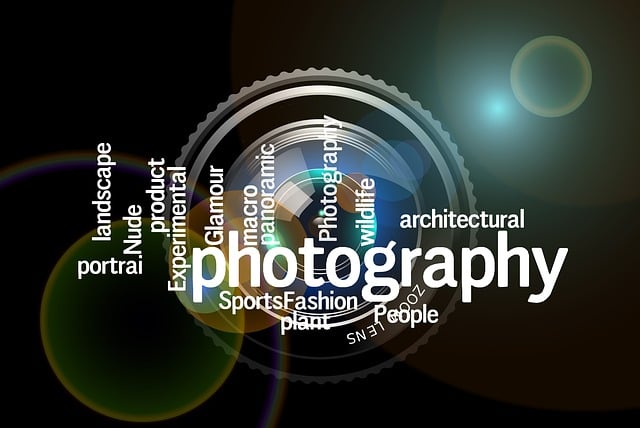 landscape
Nude
product
Experimental
Glamour
macro
panoramic
Photography
wildlife
architectural
portrai
photography
SportsFashion
plant
People
ZOOM LENS